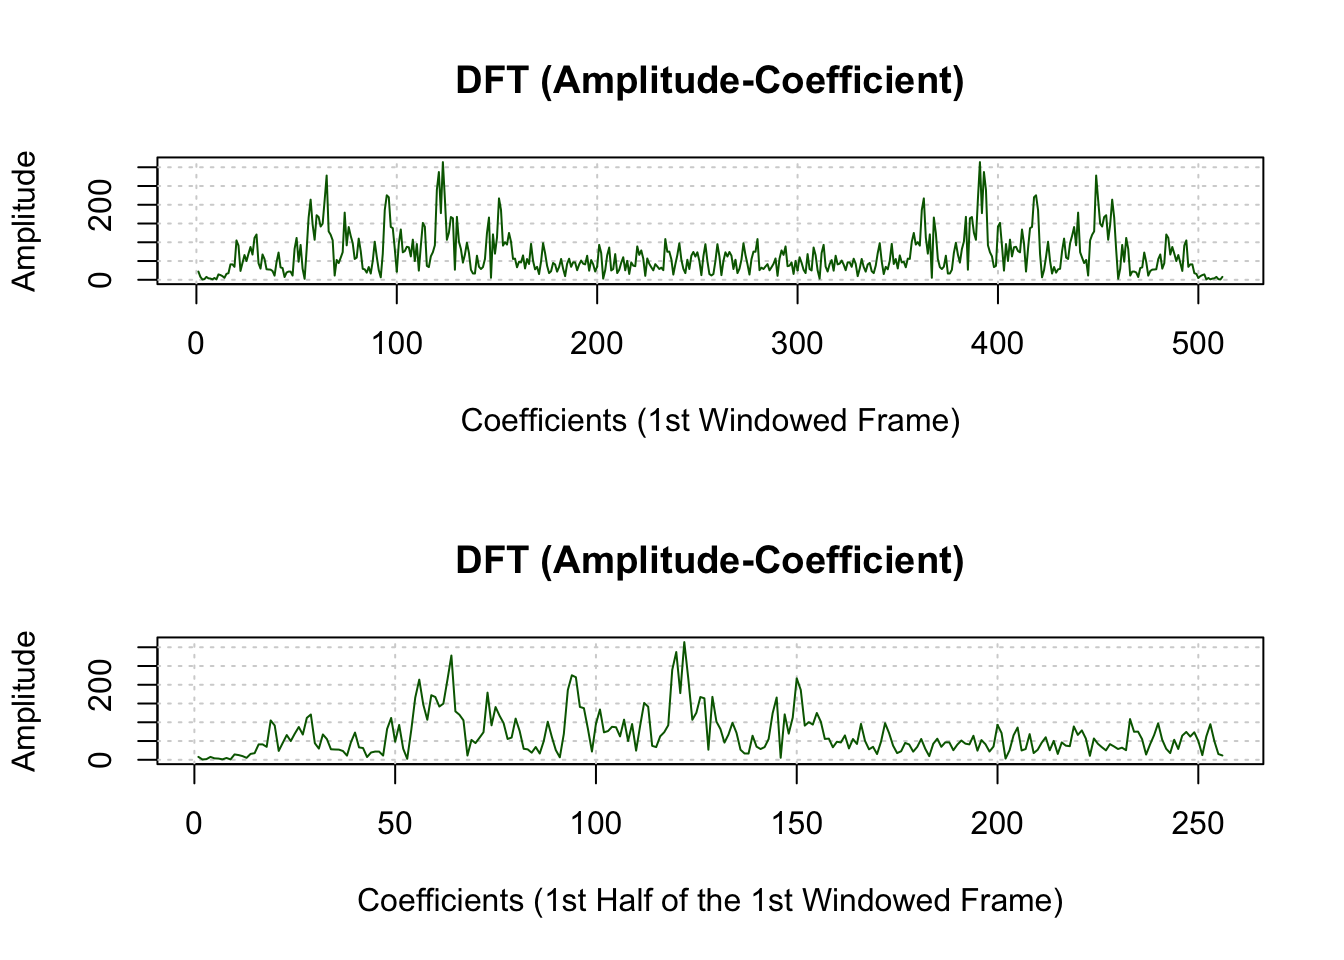 DFT (Amplitude-Coefficient)
Amplitude
200
0
0 100 200 300 400 500
Coefficients (1st Windowed Frame)
DFT (Amplitude-Coefficient)
Amplitude
200
0
0 50 100 150 200 250
Coefficients (1st Half of the 1st Windowed Frame)